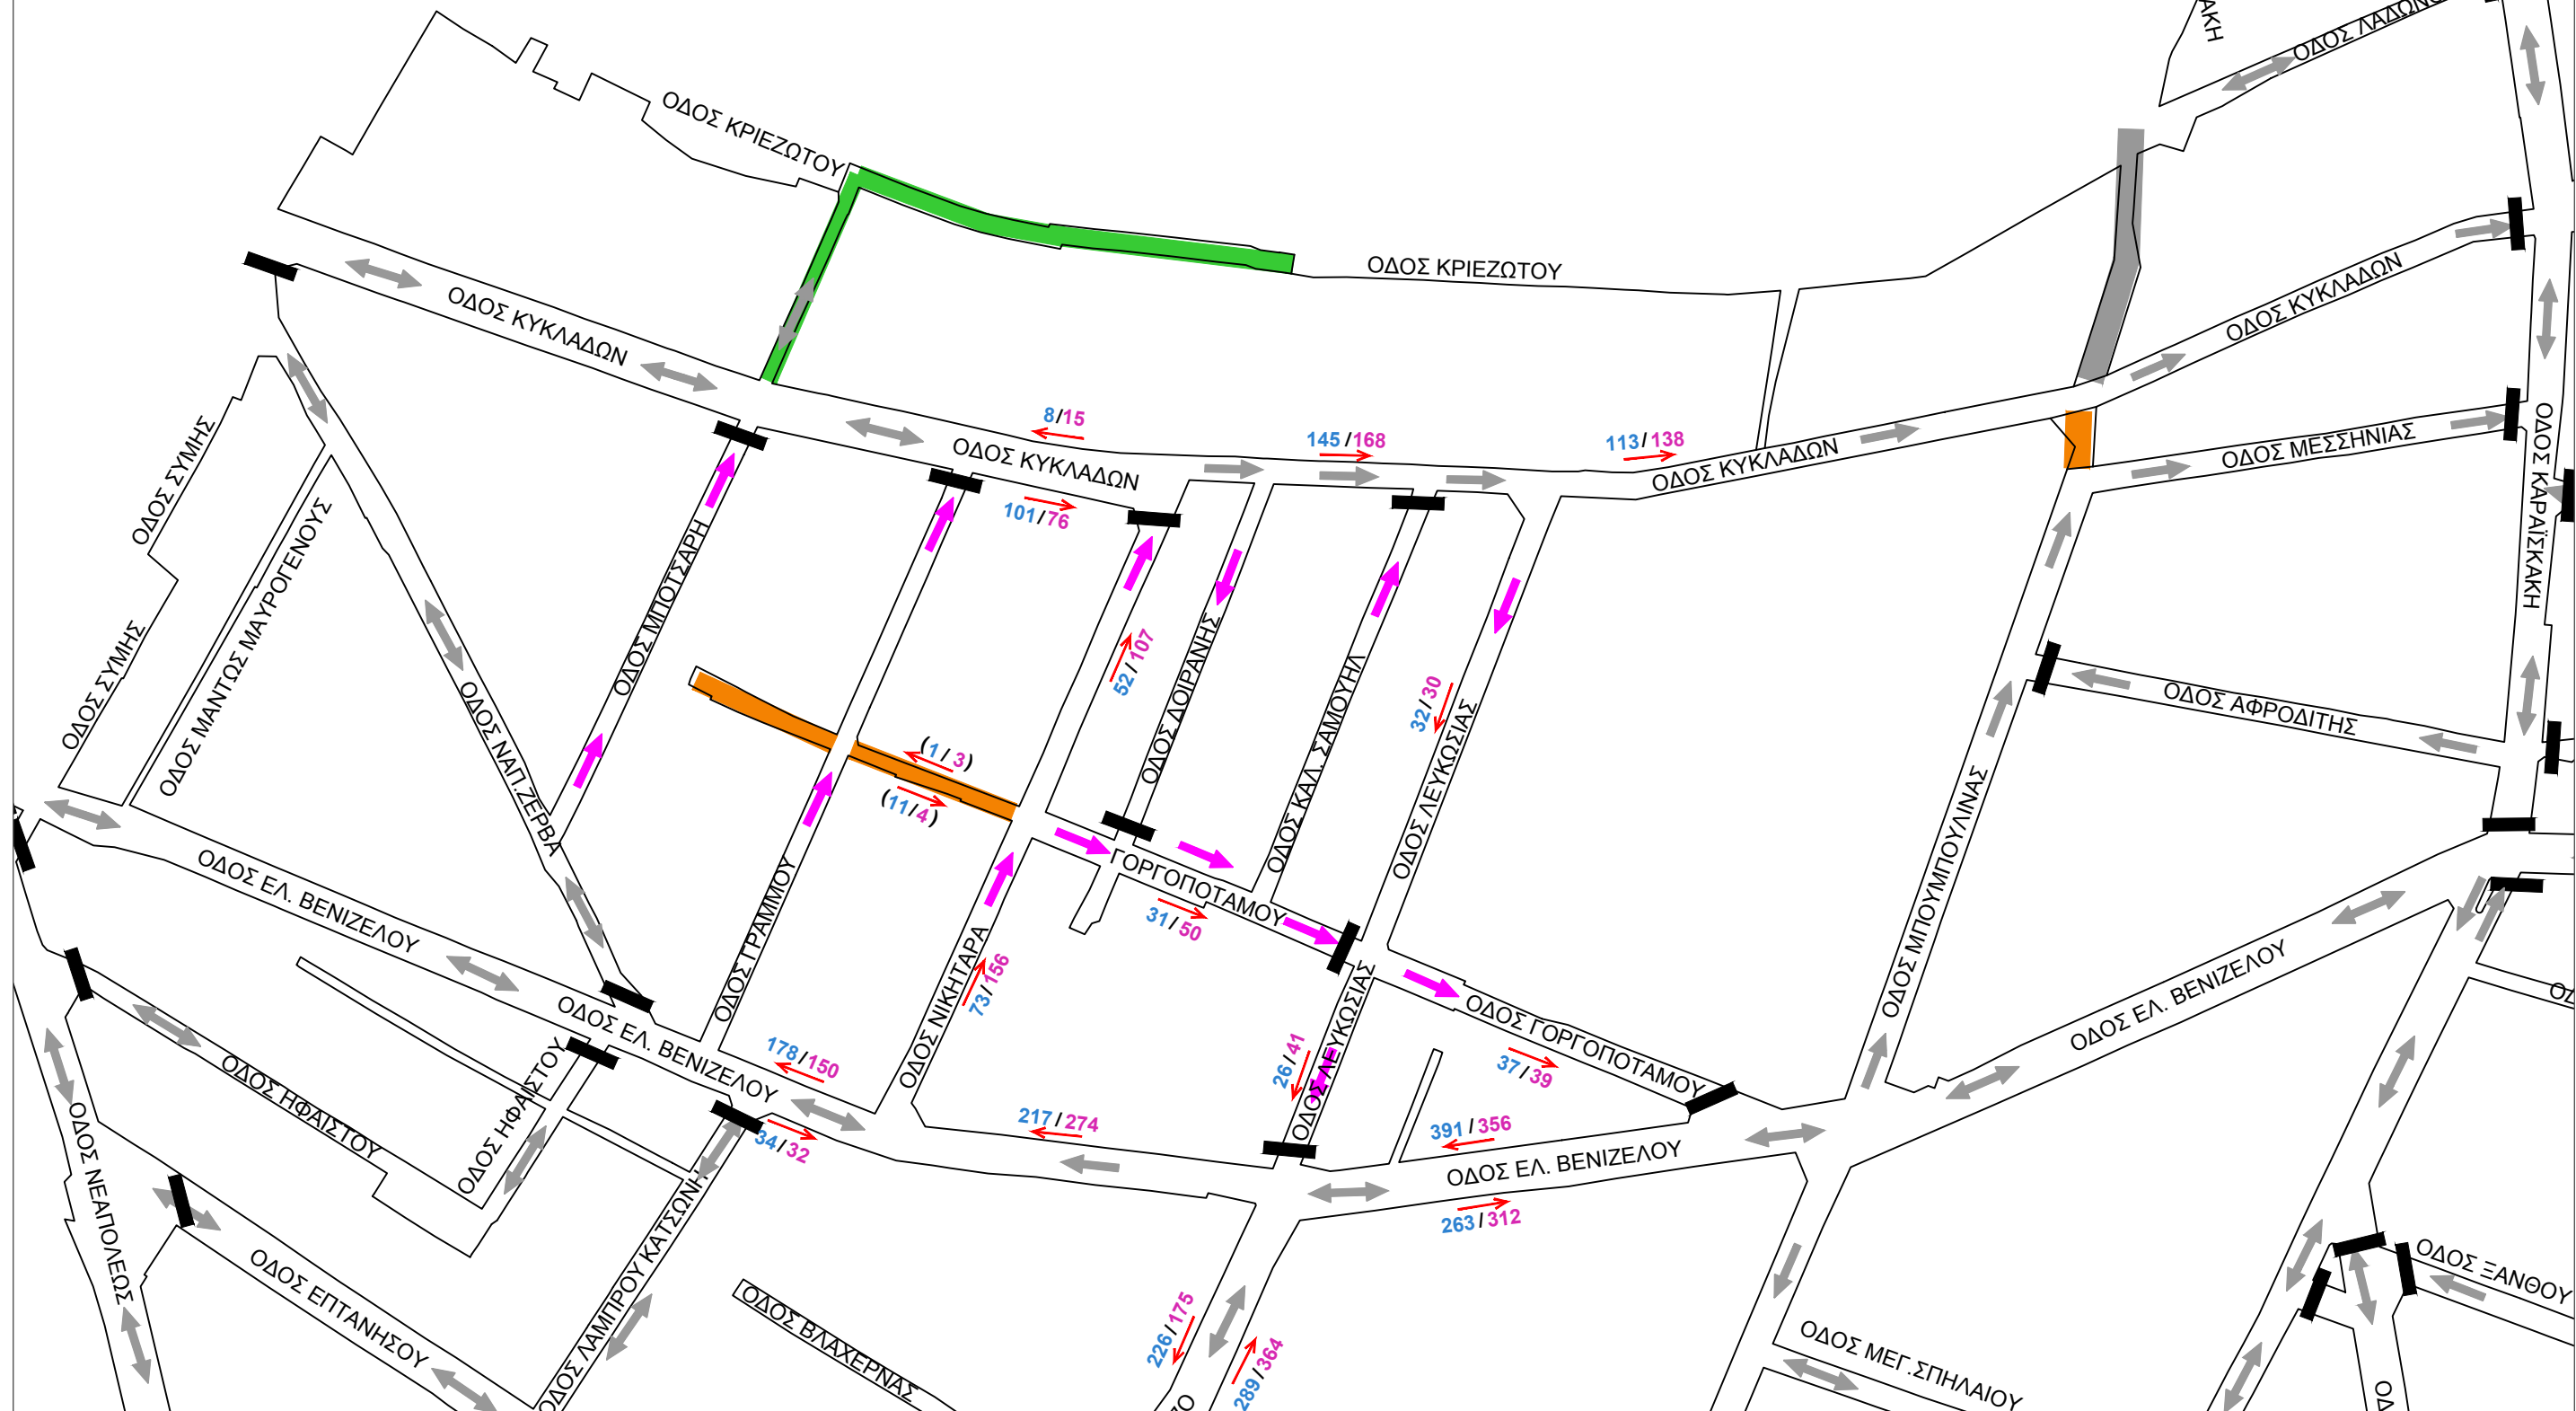 ΑΚΗ
ΟΔΟΣ ΚΡΙΕΖΩΤΟΥ
ΟΔΟΣ ΚΡΙΕΖΩΤΟΥ
ΟΔΟΣ ΚΥΚΛΑΔΩΝ
ΟΔΟΣ ΚΥΚΛΑΔΩΝ
8/15
145/168
113/138
ΟΔΟΣ ΚΥΚΛΑΔΩΝ
ΟΔΟΣ ΚΥΚΛΑΔΩΝ
101/76
ΟΔΟΣ ΜΕΣΣΗΝΙΑΣ
ΟΔΟΣ ΚΑΡΑΪΣΚΑΚΗ
ΟΔΟΣ ΣΥΜΗΣ
ΟΔΟΣ ΣΥΜΗΣ
ΟΔΟΣ ΜΑΝΤΩΣ ΜΑΥΡΟΓΕΝΟΥΣ
ΟΔΟΣ ΝΑΠ.ΖΕΡΒΑ
ΟΔΟΣ ΜΠΟΤΣΑΡΗ
52/107
ΟΔΟΣ ΔΟΙΡΑΝΗΣ
ΟΔΟΣ ΚΑΛ. ΣΑΜΟΥΗΛ
32/30
ΟΔΟΣ ΛΕΥΚΩΣΙΑΣ
ΟΔΟΣ ΑΦΡΟΔΙΤΗΣ
(1/3)
(11/4)
ΟΔΟΣ ΜΠΟΥΜΠΟΥΛΙΝΑΣ
ΟΔΟΣ ΕΛ. ΒΕΝΙΖΕΛΟΥ
ΟΔΟΣ ΓΡΑΜΜΟΥ
ΟΔΟΣ ΝΙΚΗΤΑΡΑ
73/156
ΓΟΡΓΟΠΟΤΑΜΟΥ
31/50
ΟΔΟΣ ΛΕΥΚΩΣΙΑΣ
26/41
ΟΔΟΣ ΓΟΡΓΟΠΟΤΑΜΟΥ
37/39
ΟΔΟΣ ΕΛ. ΒΕΝΙΖΕΛΟΥ
ΟΔΟΣ ΕΛ. ΒΕΝΙΖΕΛΟΥ
178/150
34/32
217/274
391/356
ΟΔΟΣ ΕΛ. ΒΕΝΙΖΕΛΟΥ
263/312
ΟΔΟΣ ΗΦΑΙΣΤΟΥ
ΟΔΟΣ ΗΦΑΙΣΤΟΥ
ΟΔΟΣ ΝΕΑΠΟΛΕΩΣ
ΟΔΟΣ ΕΠΤΑΝΗΣΟΥ
ΟΔΟΣ ΛΑΜΠΡΟΥ ΚΑΤΣΩΝΗ
ΟΔΟΣ ΒΛΑΧΕΡΝΑΣ
226/175
289/364
ΟΔΟΣ ΜΕΓ.ΣΠΗΛΑΙΟΥ
ΟΔΟΣ ΞΑΝΘΟΥ